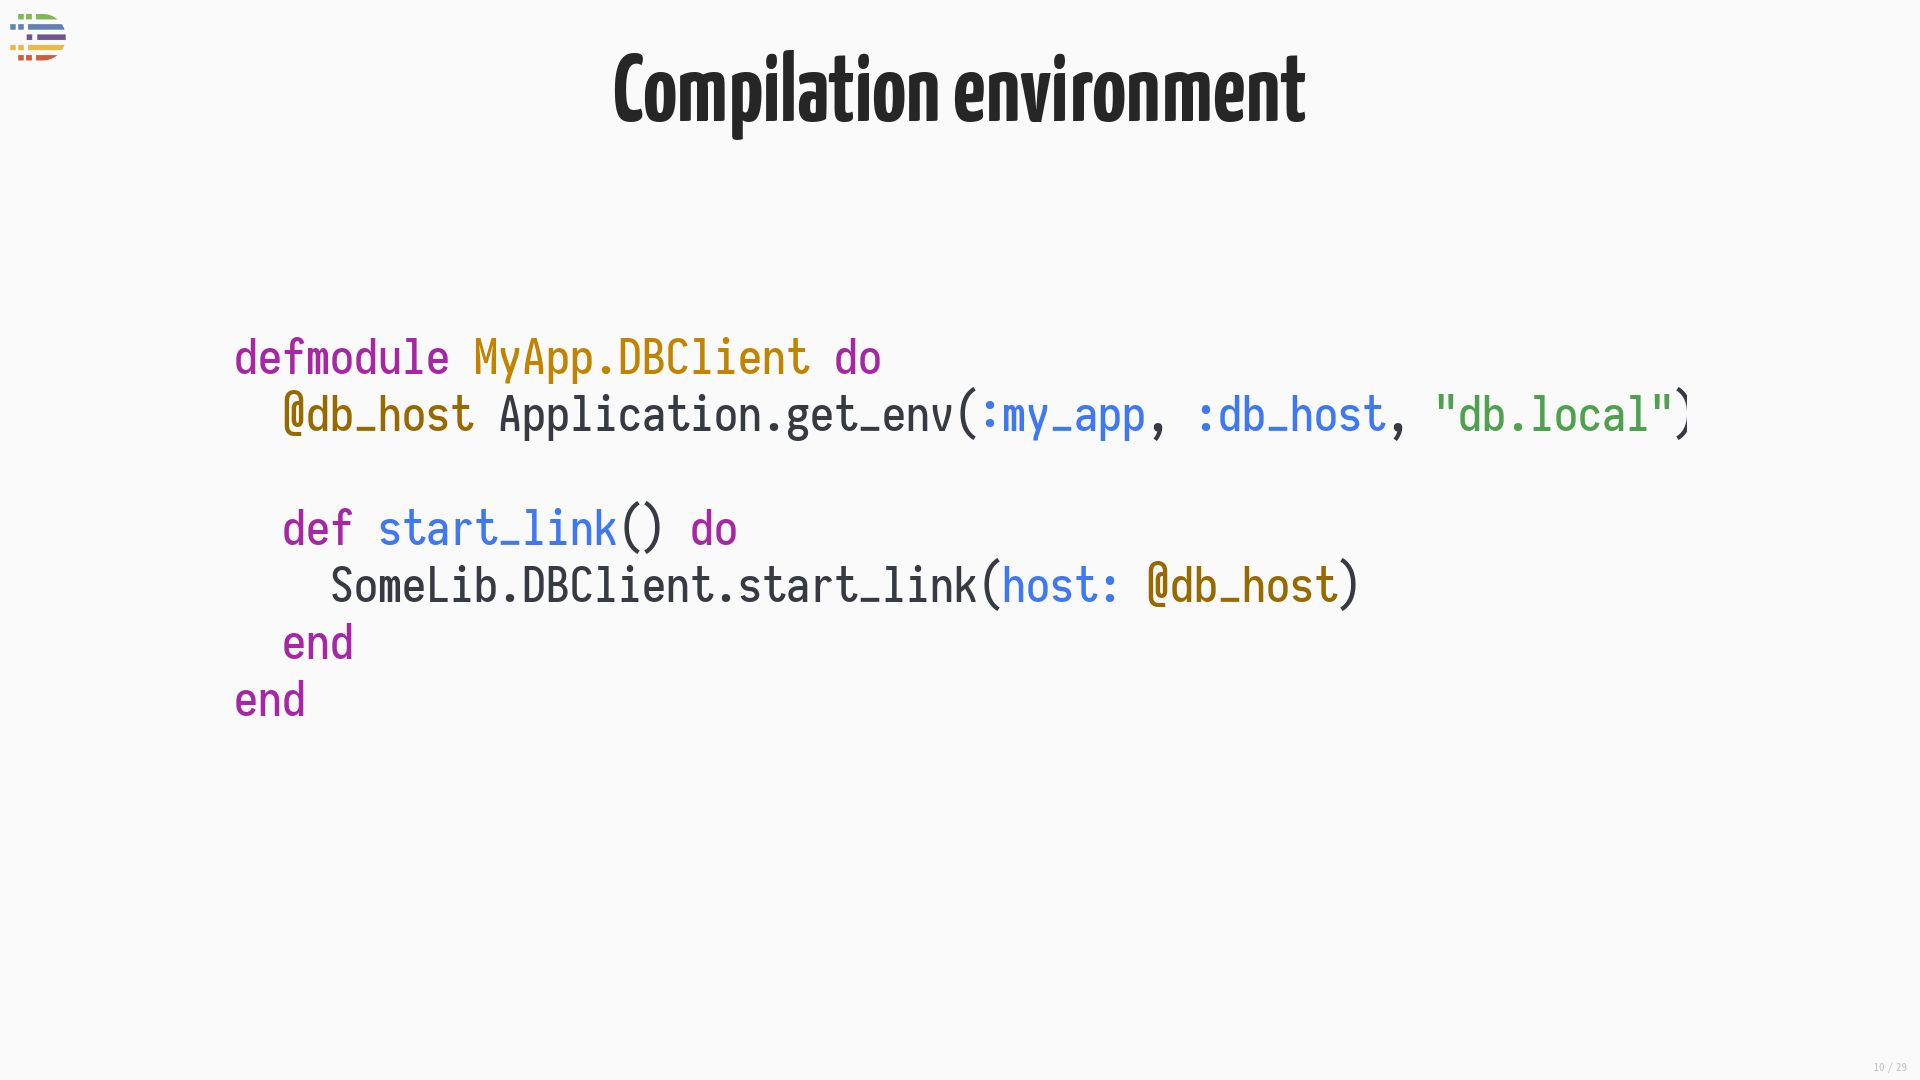 Compilation environment
defmodule MyApp.DBClient do
  @db_host Application.get_env(:my_app, :db_host, "db.local")
  def start_link() do
    SomeLib.DBClient.start_link(host: @db_host)
  end
end
10 / 29